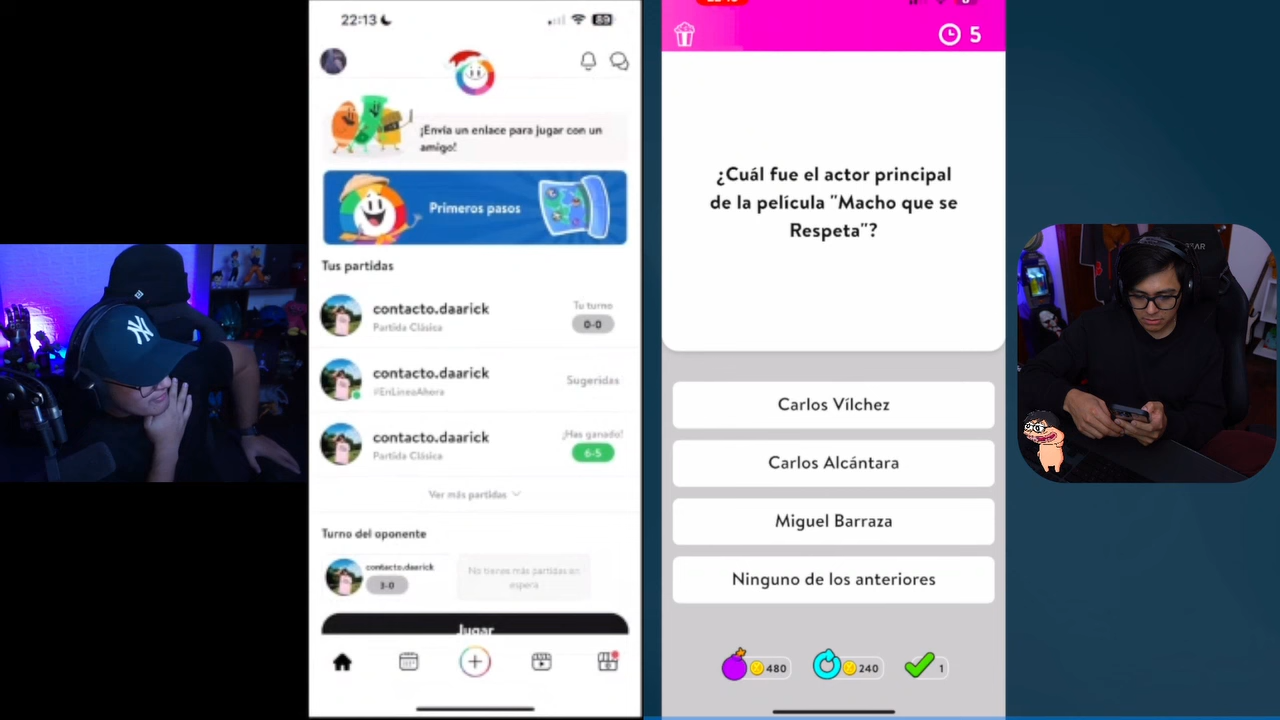 22:13
89
¡Envía un enlace para jugar con un
amigo!
Primeros pasos
Tus partidas
contacto.daarick
Partida Clásica
Tu turno
0-0
contacto.daarick
#EnLíneaAhora
Sugeridas
contacto.daarick
Partida Clásica
¡Has ganado!
6-5
Ver más partidas
Turno del oponente
contacto.daarick
3-0
No tienes más partidas en
espera
Jugar
5
¿Cuál fue el actor principal
de la película "Macho que se
Respeta"?
Carlos Vílchez
Carlos Alcántara
Miguel Barraza
Ninguno de los anteriores
480
240
1